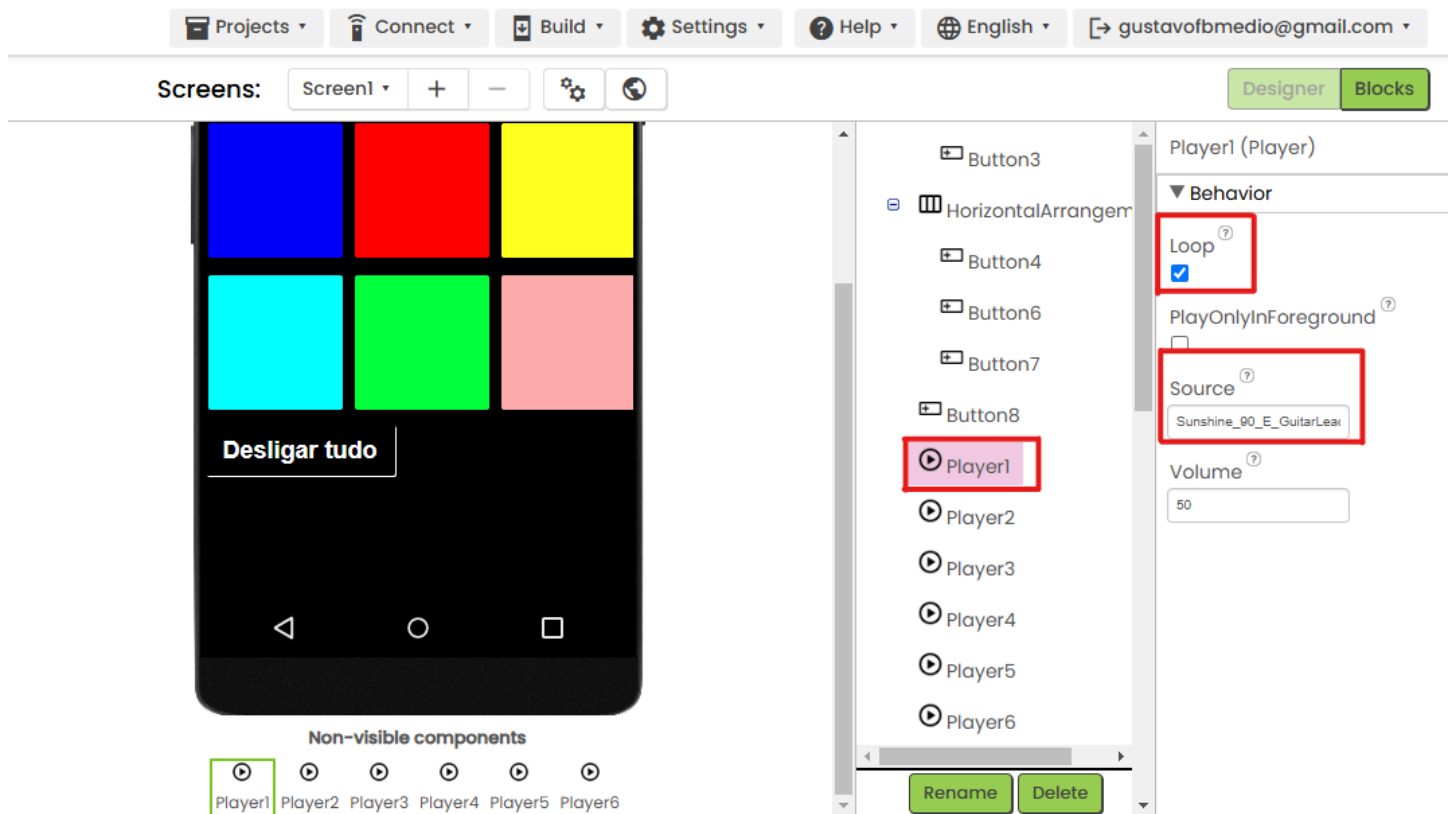 Projects Connect Build Settings Help English gustavofbmedio@gmail.com
Screens: Screen1 Designer Blocks
Desligar tudo
Non-visible components
Player1 Player2 Player3 Player4 Player5 Player6
Button3
HorizontalArrangem
Button4
Button6
Button7
Button8
Player1
Player2
Player3
Player4
Player5
Player6
Rename Delete
Player1 (Player)
Behavior
Loop
PlayOnlyInForeground
Source
Sunshine_90_E_GuitarLea
Volume
50